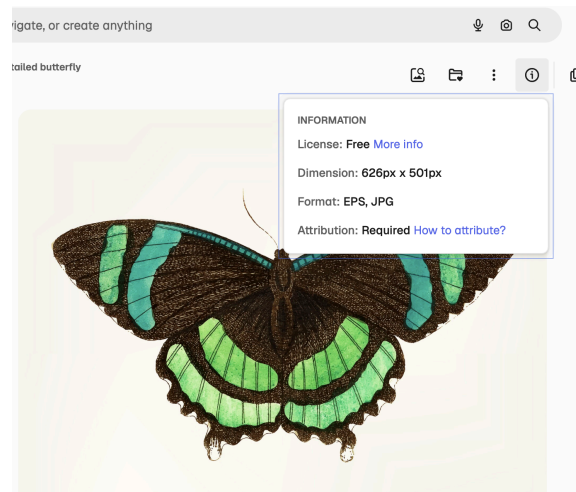 vigate, or create anything
tailed butterfly
INFORMATION
License: Free More info
Dimension: 626px x 501px
Format: EPS, JPG
Attribution: Required How to attribute?